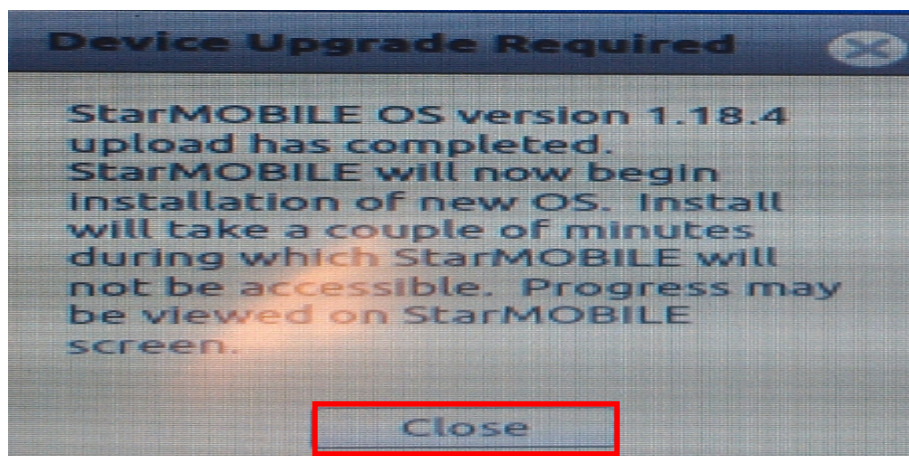 Device Upgrade Required
StarMOBILE OS version 1.18.4
upload has completed.
StarMOBILE will now begin
installation of new OS. Install
will take a couple of minutes
during which StarMOBILE will
not be accessible. Progress may
be viewed on StarMOBILE
screen.
Close